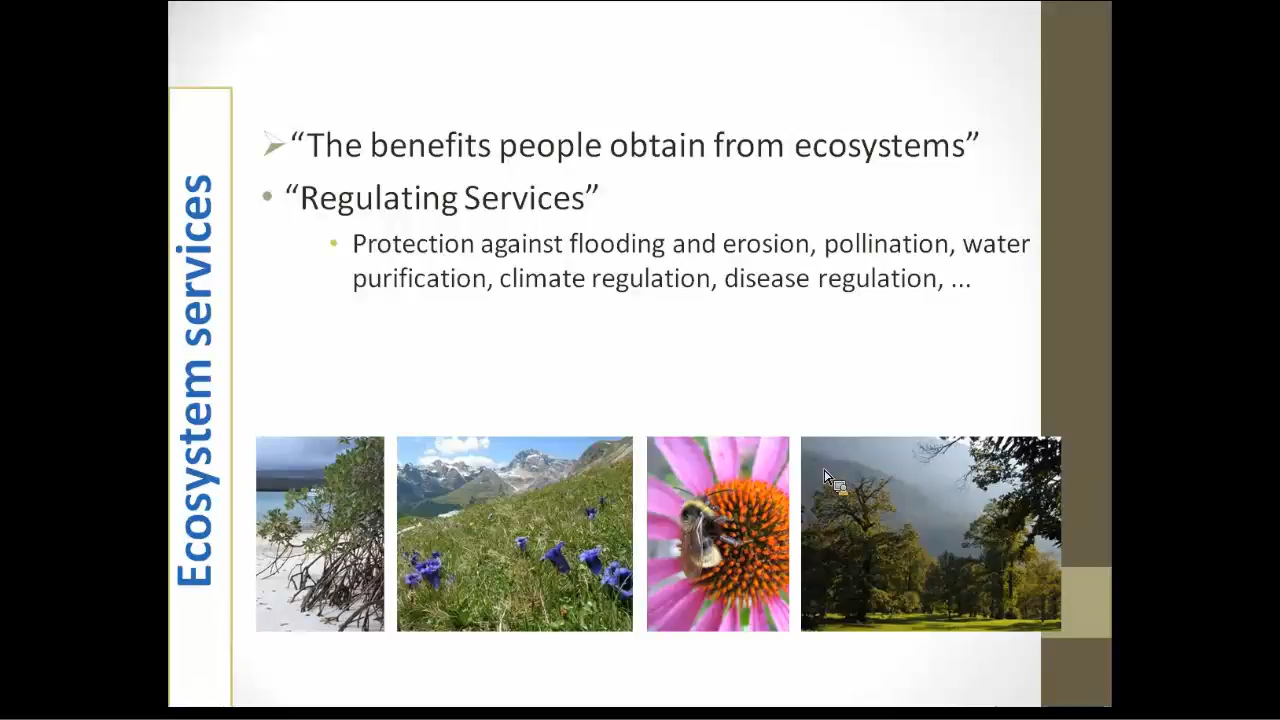 Ecosystem services
“The benefits people obtain from ecosystems”
“Regulating Services”
Protection against flooding and erosion, pollination, water
purification, climate regulation, disease regulation, ...